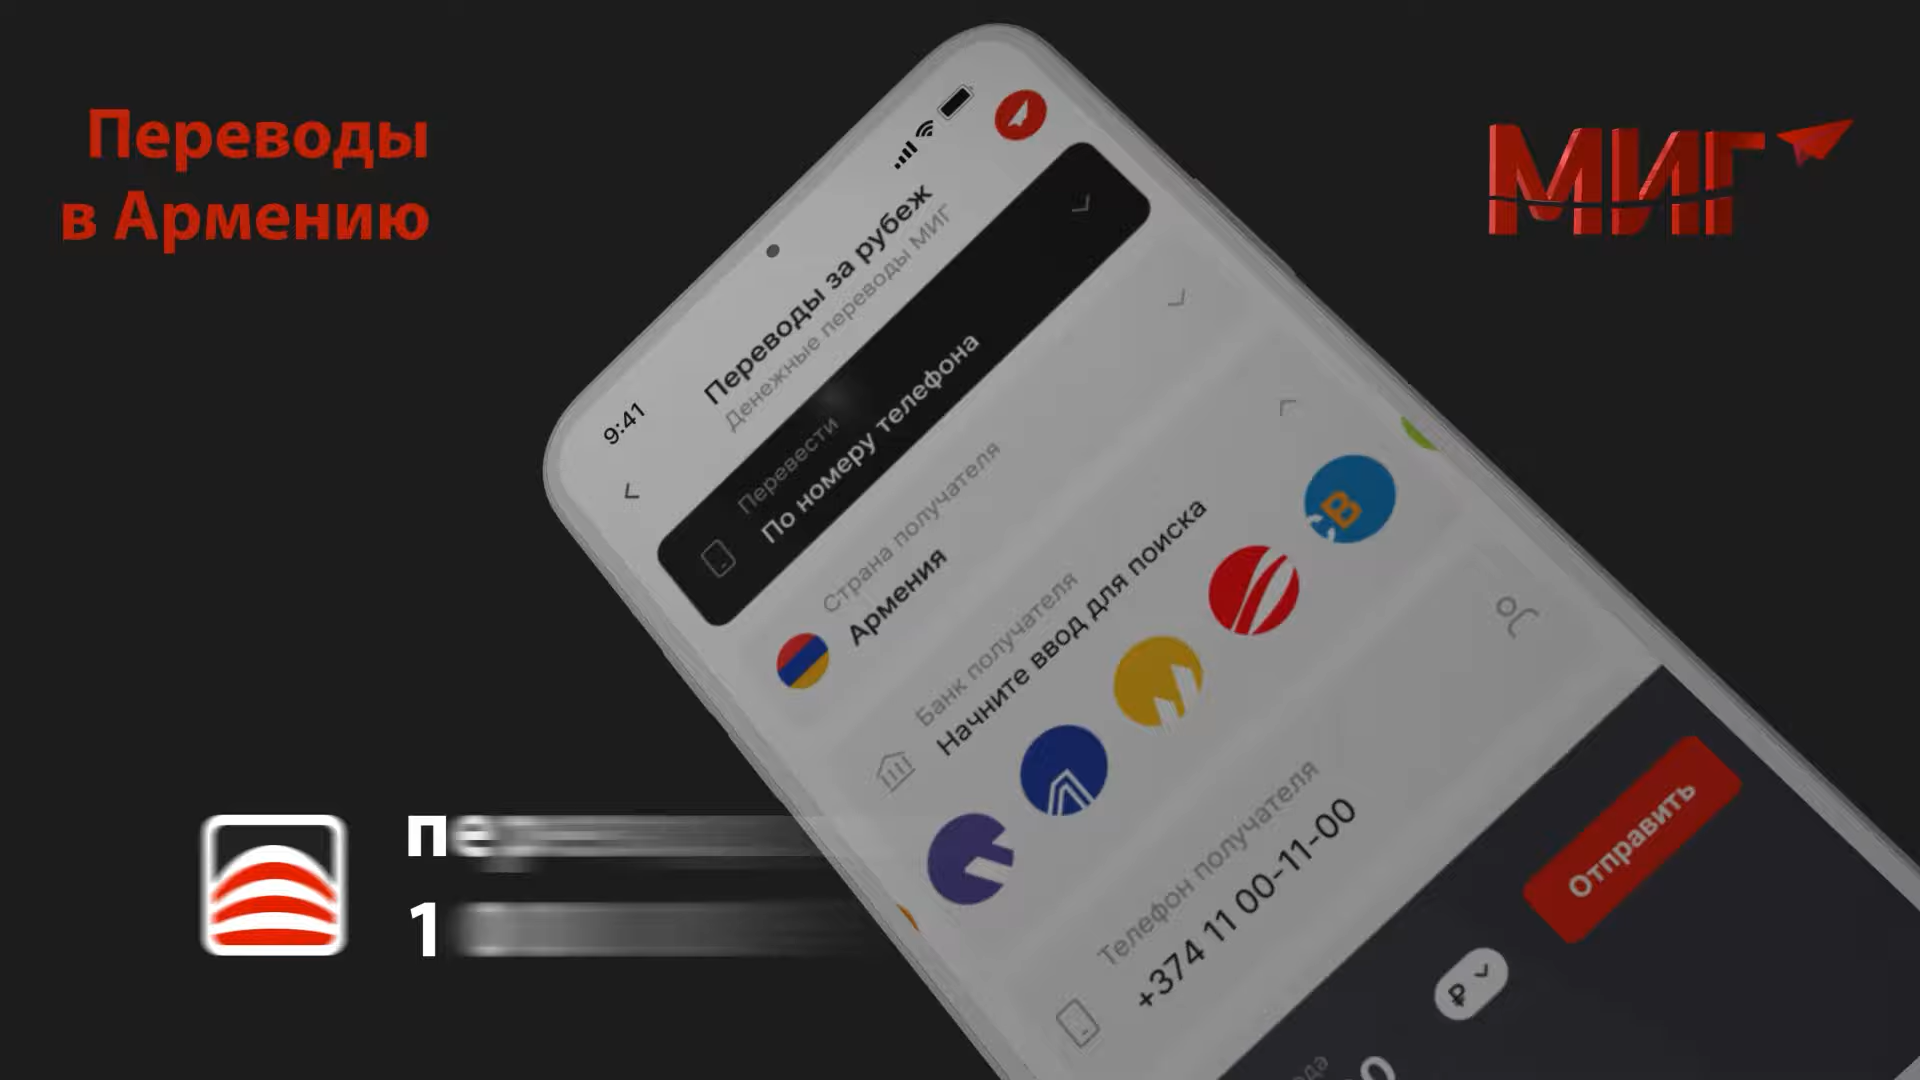 Переводы
в Армению
МИГ
9:41
Переводы за рубеж
Денежные переводы МИГ
Перевести
По номеру телефона
Страна получателя
Армения
Банк получателя
Начните ввод для поиска
Телефон получателя
+374 11 00-11-00
Отправить
₽
1